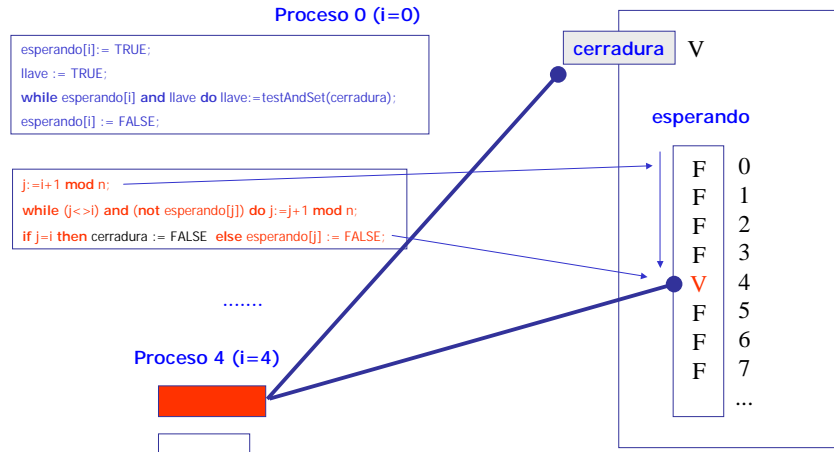 Proceso 0 (i=0)
esperando[i]:= TRUE;
llave := TRUE;
while esperando[i] and llave do llave:=testAndSet(cerradura);
esperando[i] := FALSE;
j:=i+1 mod n;
while (j<>i) and (not esperando[j]) do j:=j+1 mod n;
if j=i then cerradura := FALSE else esperando[j] := FALSE;
.......
Proceso 4 (i=4)
cerradura V
esperando
F 0
F 1
F 2
F 3
V 4
F 5
F 6
F 7
...